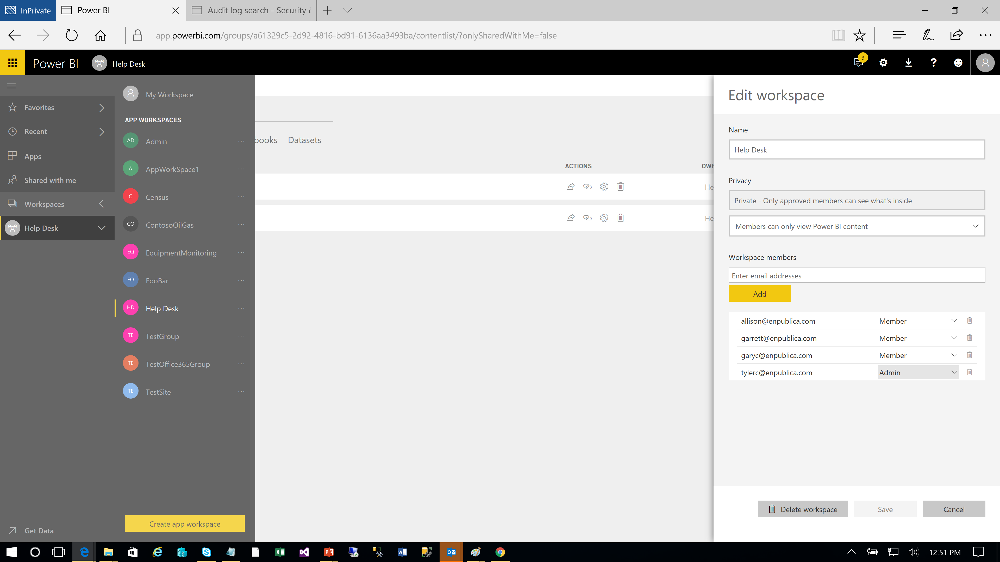 InPrivate
Power BI
Audit log search - Security &
app.powerbi.com/groups/a61329c5-2d92-4816-bd91-6136aa3493ba/contentlist/?onlySharedWithMe=false
Power BI
Help Desk
3
?
Favorites
Recent
Apps
Shared with me
Workspaces
Help Desk
Get Data
My Workspace
APP WORKSPACES
AD Admin
A AppWorkSpace1
C Census
CO ContosoOilGas
EQ EquipmentMonitoring
FO FooBar
HD Help Desk
TE TestGroup
TE TestOffice365Group
TE TestSite
Create app workspace
books Datasets
ACTIONS OWN
He
He
Edit workspace
Name
Help Desk
Privacy
Private - Only approved members can see what's inside
Members can only view Power BI content
Workspace members
Enter email addresses
Add
allison@enpublica.com Member
garrett@enpublica.com Member
garyc@enpublica.com Member
tylerc@enpublica.com Admin
Delete workspace
Save
Cancel
12:51 PM